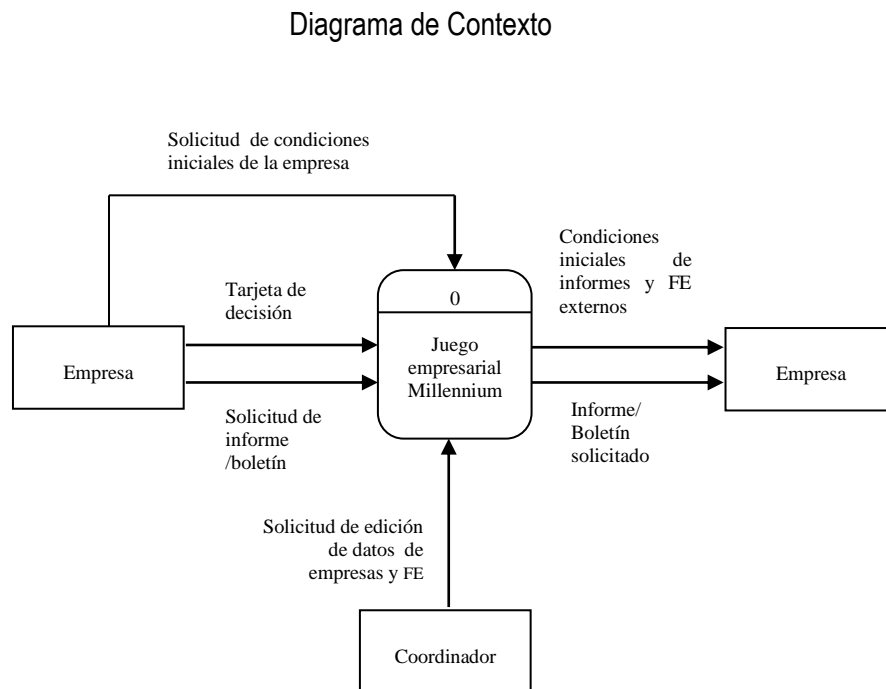 Diagrama de Contexto
Solicitud de condiciones
iniciales de la empresa
Condiciones
iniciales de
informes y FE
externos
Tarjeta de
decisión
0
Juego
empresarial
Millennium
Empresa
Empresa
Solicitud de
informe
/boletín
Informe/
Boletín
solicitado
Solicitud de edición
de datos de
empresas y FE
Coordinador